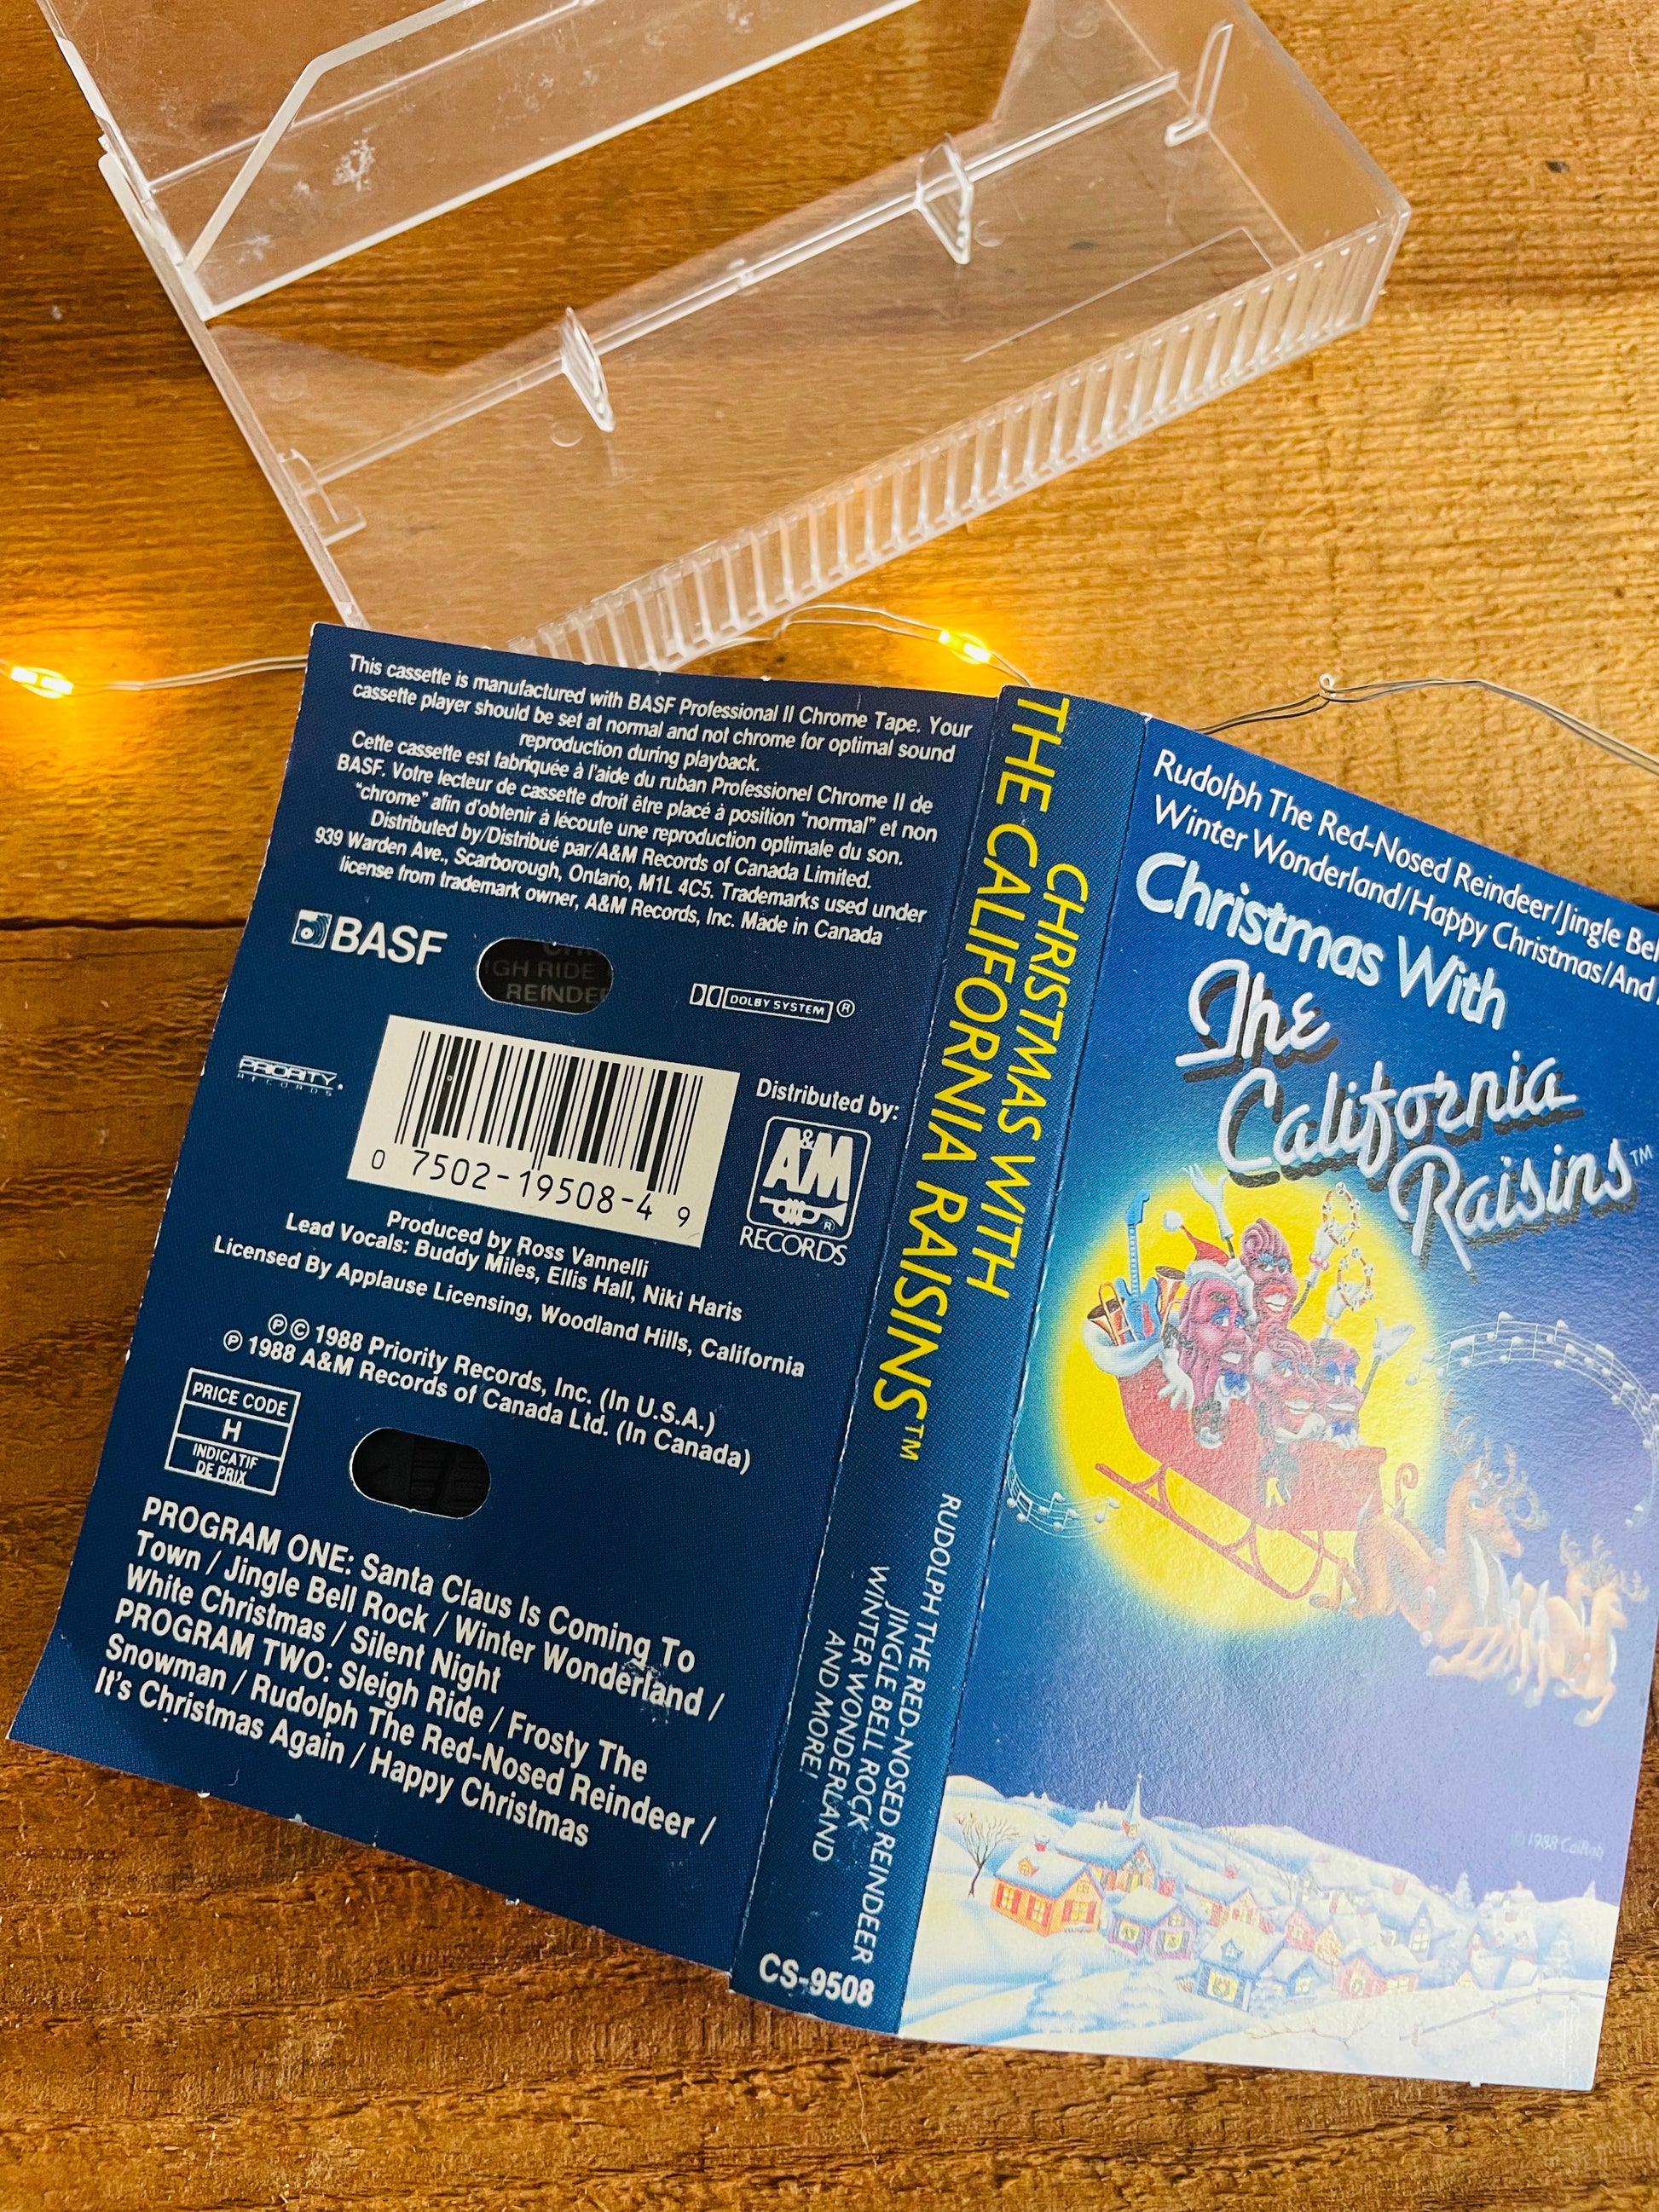 This cassette is manufactured with BASF Professional II Chrome Tape. Your
cassette player should be set at normal and not chrome for optimal sound
reproduction during playback.
Cette cassette est fabriquée à l'aide du ruban Professionel Chrome II de
BASF. Votre lecteur de cassette droit être placé à position "normal" et non
"chrome" afin d'obtenir à lécoute une reproduction optimale du son.
Distributed by/Distribué par/A&M Records of Canada Limited.
939 Warden Ave., Scarborough, Ontario, M1L 4C5. Trademarks used under
license from trademark owner, A&M Records, Inc. Made in Canada
BASF
IGH RIDE
REINDE
DOLBY SYSTEM ®
PRIORITY
RECORDS
0 7502-19508-4 9
Distributed by:
A&M
®
RECORDS
Produced by Ross Vannelli
Lead Vocals: Buddy Miles, Ellis Hall, Niki Haris
Licensed By Applause Licensing, Woodland Hills, California
℗ © 1988 Priority Records, Inc. (In U.S.A.)
℗ 1988 A&M Records of Canada Ltd. (In Canada)
PRICE CODE
H
INDICATIF
DE PRIX
PROGRAM ONE: Santa Claus Is Coming To
Town / Jingle Bell Rock / Winter Wonderland /
White Christmas / Silent Night
PROGRAM TWO: Sleigh Ride / Frosty The
Snowman / Rudolph The Red-Nosed Reindeer /
It's Christmas Again / Happy Christmas
CHRISTMAS WITH
THE CALIFORNIA RAISINS™
RUDOLPH THE RED-NOSED REINDEER
JINGLE BELL ROCK
WINTER WONDERLAND
AND MORE!
CS-9508
Rudolph The Red-Nosed Reindeer/Jingle Bel
Winter Wonderland/Happy Christmas/And
Christmas With
The
California
Raisins™
© 1988 CalRab